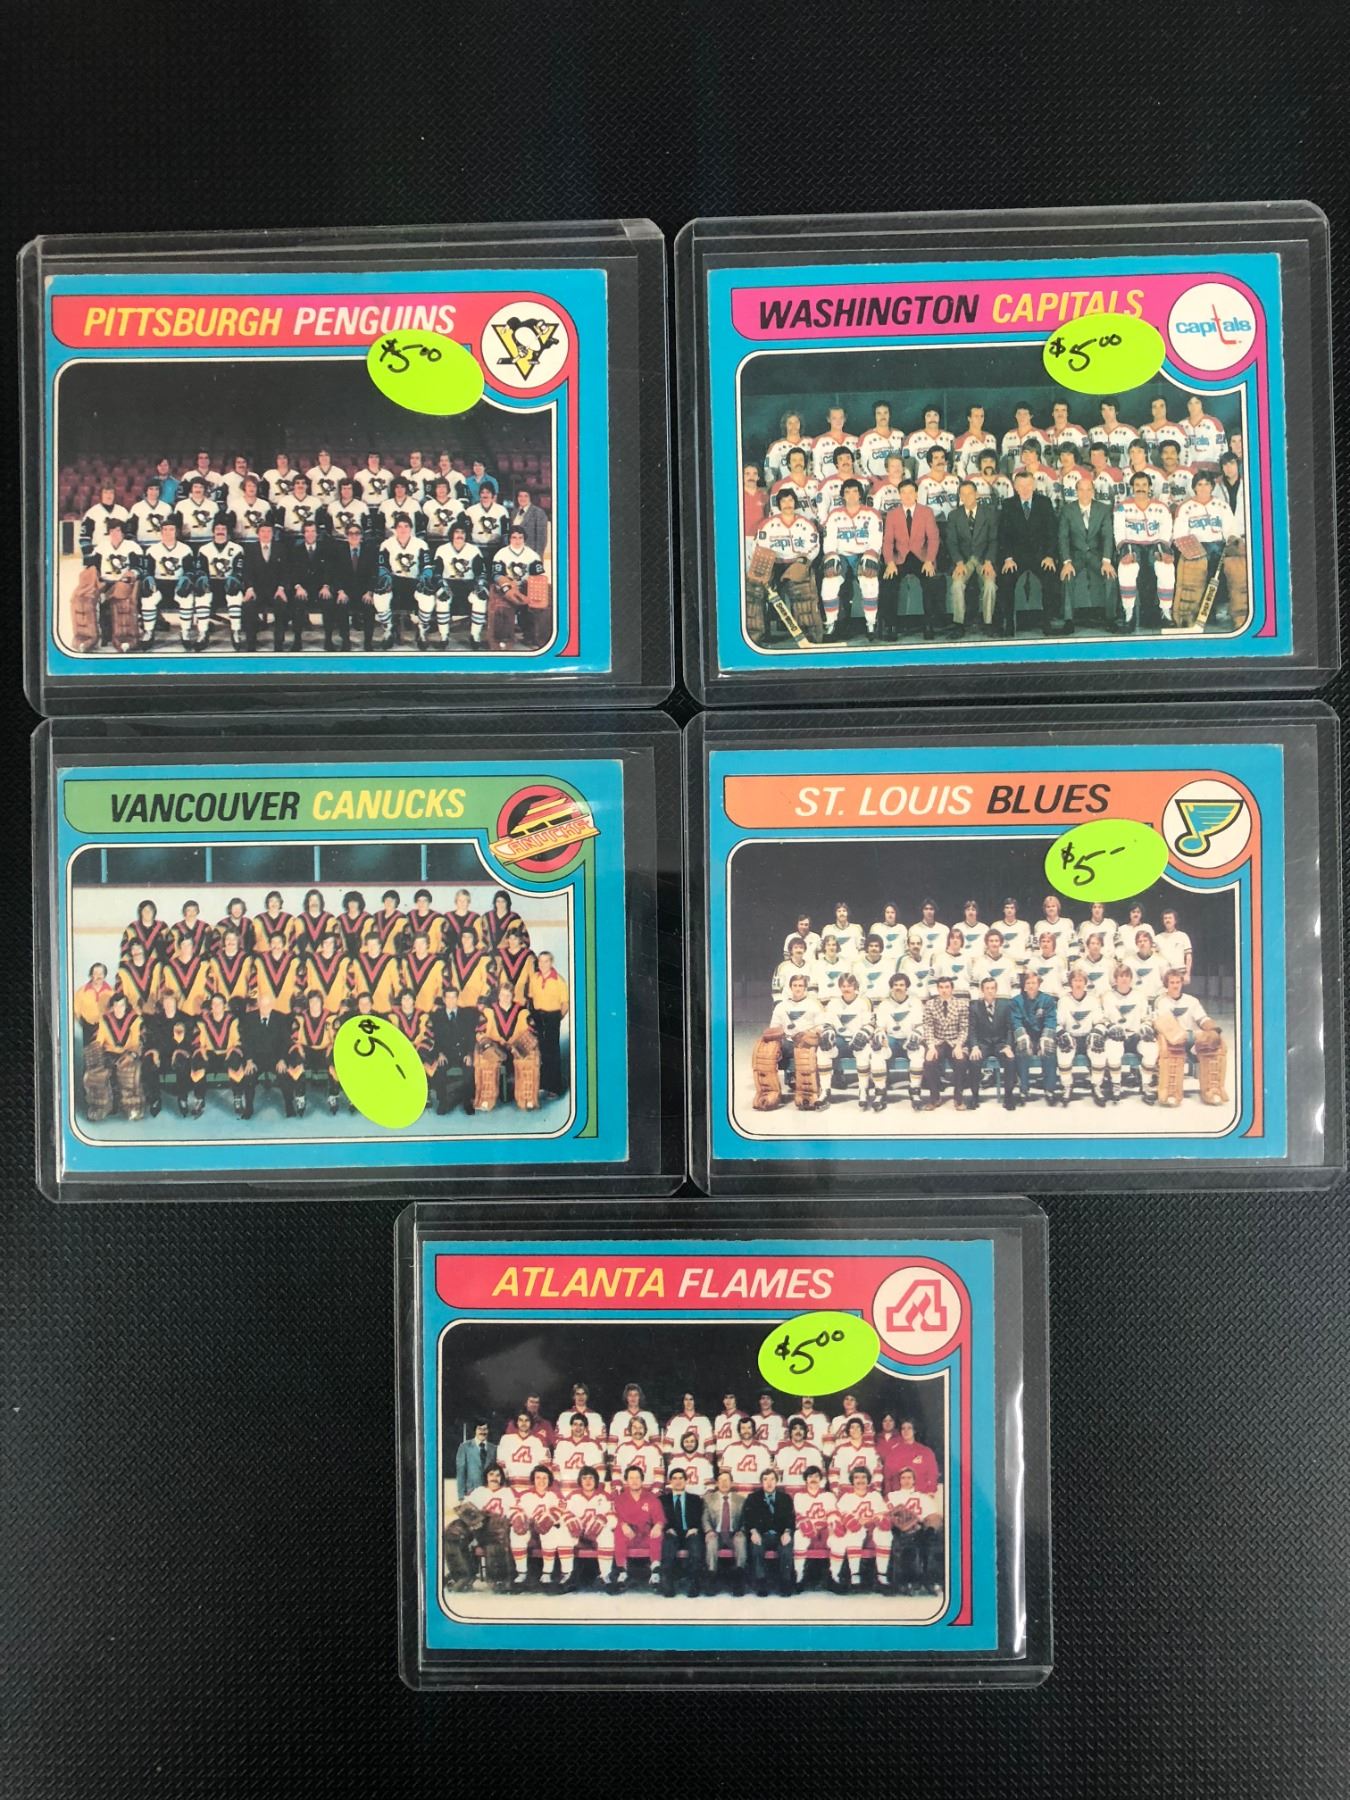 PITTSBURGH PENGUINS
$5.00
WASHINGTON CAPITALS
capitals
$5.00
VANCOUVER CANUCKS
CANUCKS
$5-
ST. LOUIS BLUES
$5-
ATLANTA FLAMES
$5.00